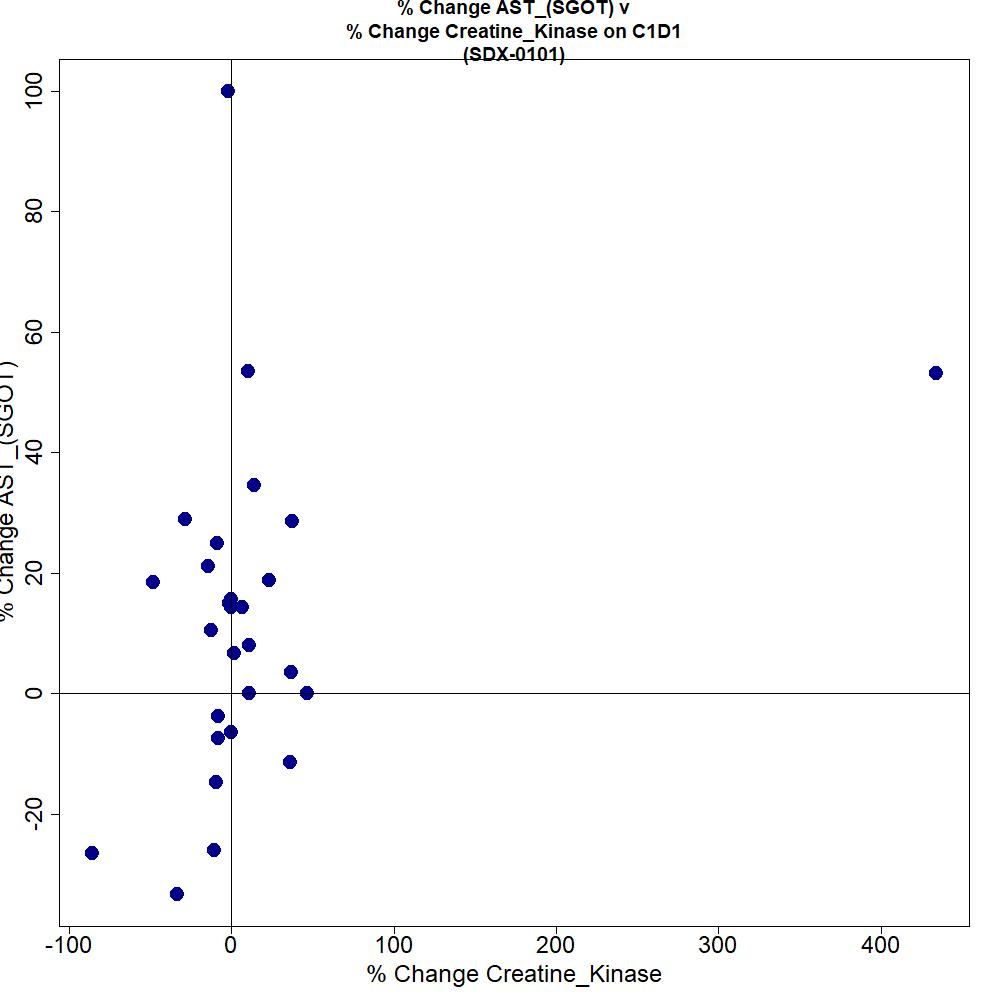 % Change AST_(SGOT) v
% Change Creatine_Kinase on C1D1
(SDX-0101)
% Change AST_(SGOT)
100
80
60
40
20
0
-20
-100 0 100 200 300 400
% Change Creatine_Kinase